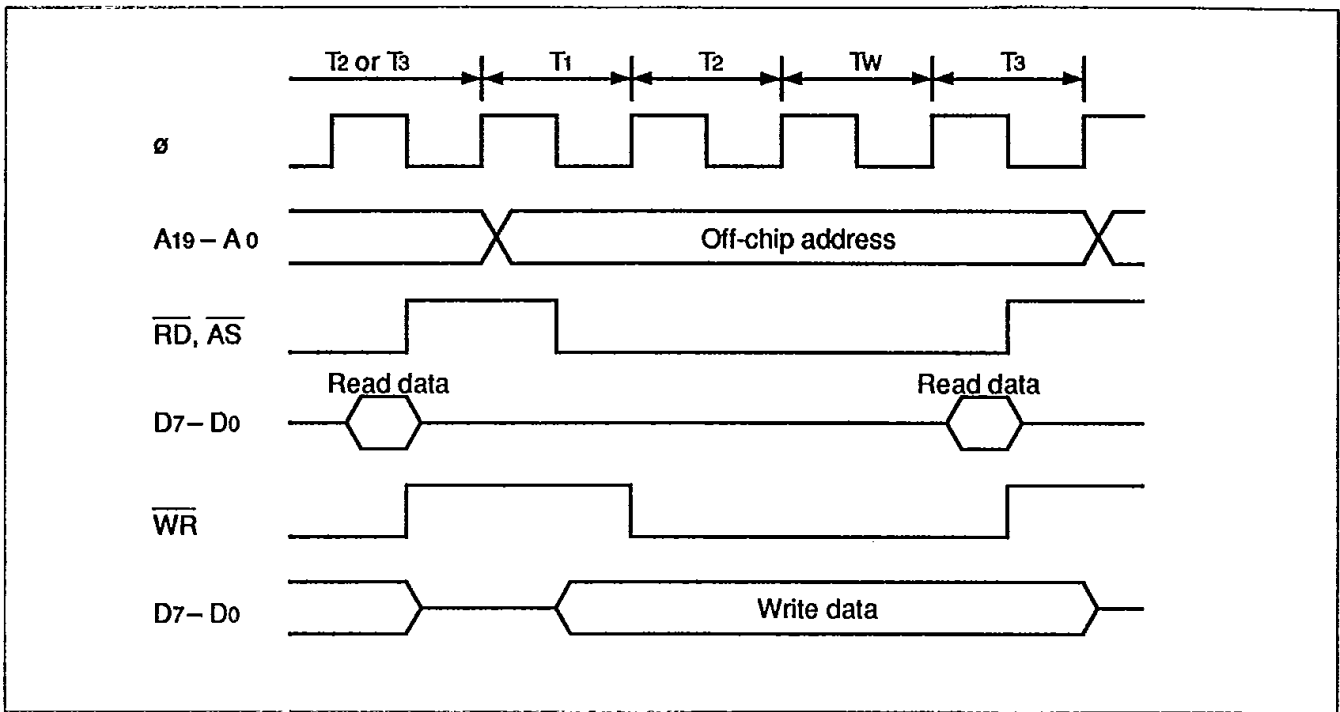 T2 or T3 T1 T2 TW T3
ø
A19 – A0 Off-chip address
RD, AS
Read data Read data
D7 – D0
WR
D7 – D0 Write data